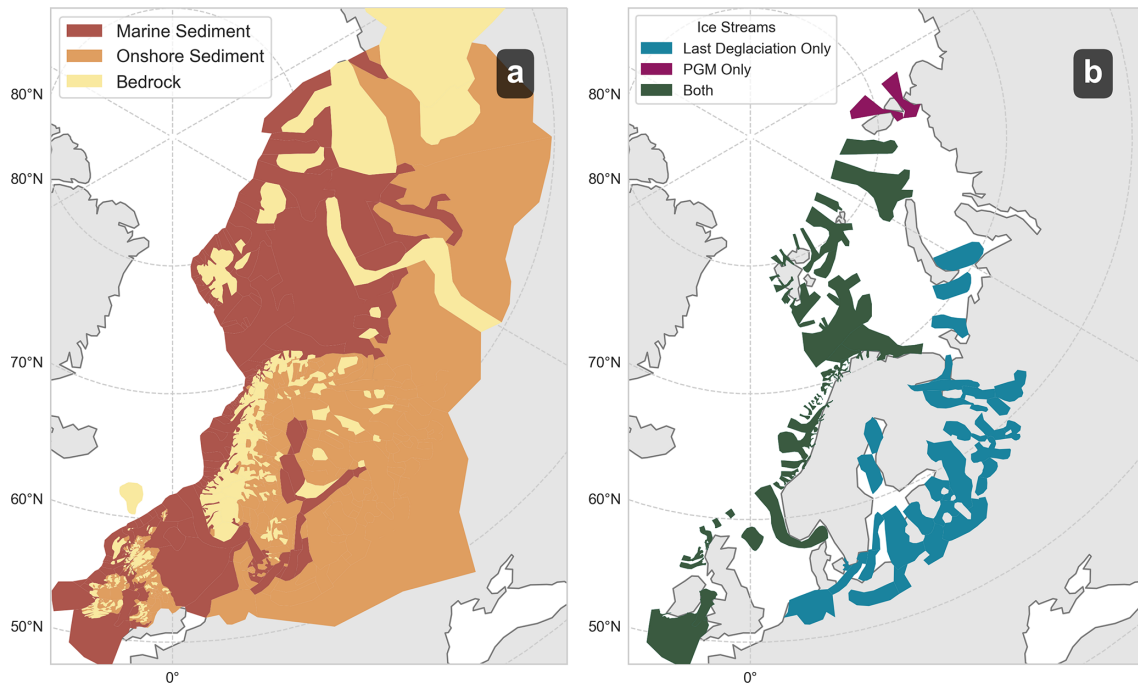 Marine Sediment
Onshore Sediment
Bedrock
a
80°N
80°N
70°N
60°N
50°N
0°
Ice Streams
Last Deglaciation Only
PGM Only
Both
b
80°N
80°N
70°N
60°N
50°N
0°